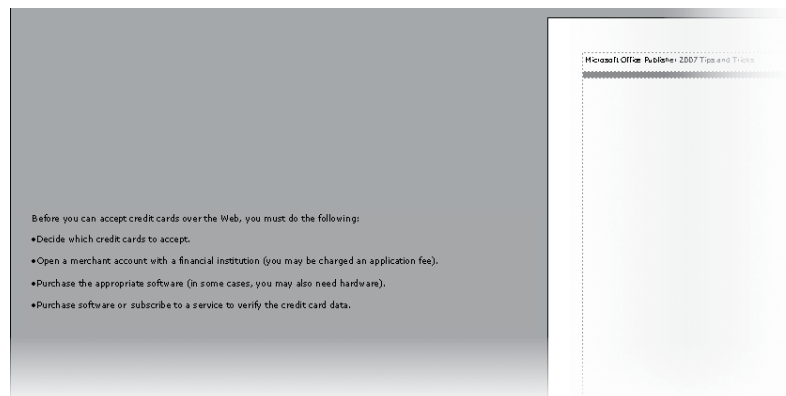 Before you can accept credit cards over the Web, you must do the following:
•Decide which credit cards to accept.
•Open a merchant account with a financial institution (you may be charged an application fee).
•Purchase the appropriate software (in some cases, you may also need hardware).
•Purchase software or subscribe to a service to verify the credit card data.
Microsoft Office Publisher 2007 Tips and Tricks